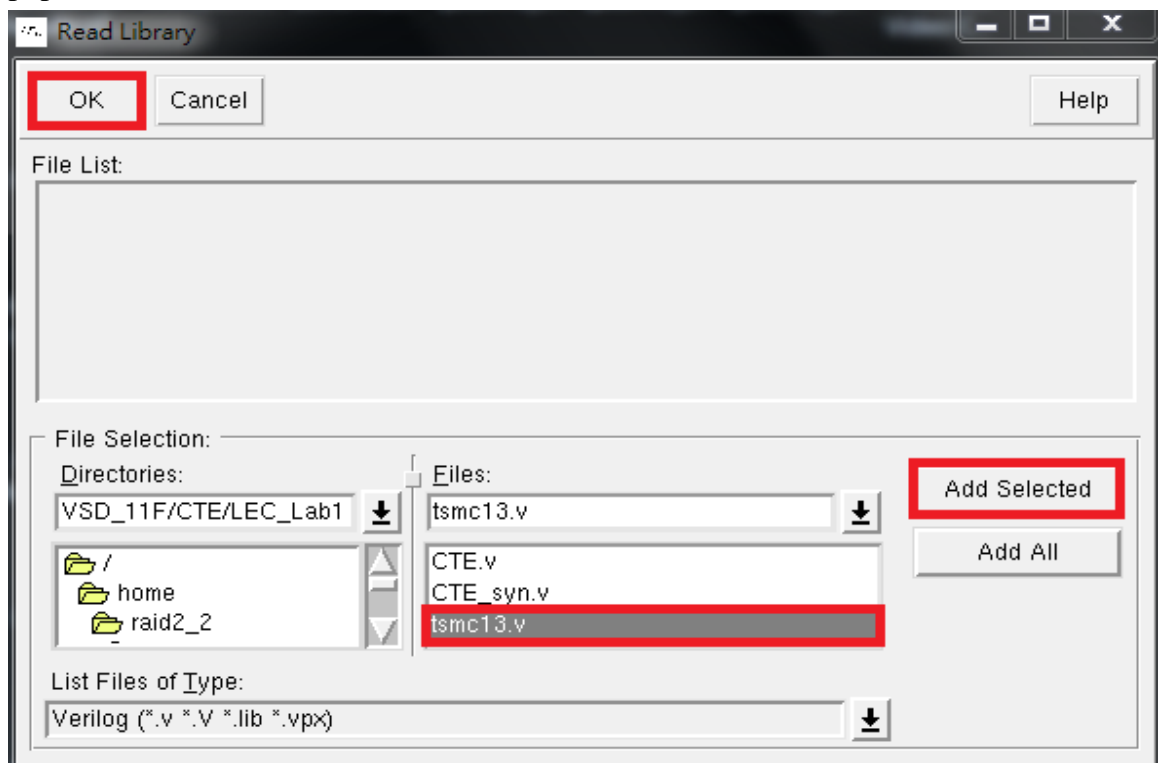 Read Library
OK Cancel Help
File List:
File Selection:
Directories: Files:
VSD_11F/CTE/LEC_Lab1 tsmc13.v Add Selected
/ CTE.v Add All
home CTE_syn.v
raid2_2 tsmc13.v
List Files of Type:
Verilog (*.v *.V *.lib *.vpx)